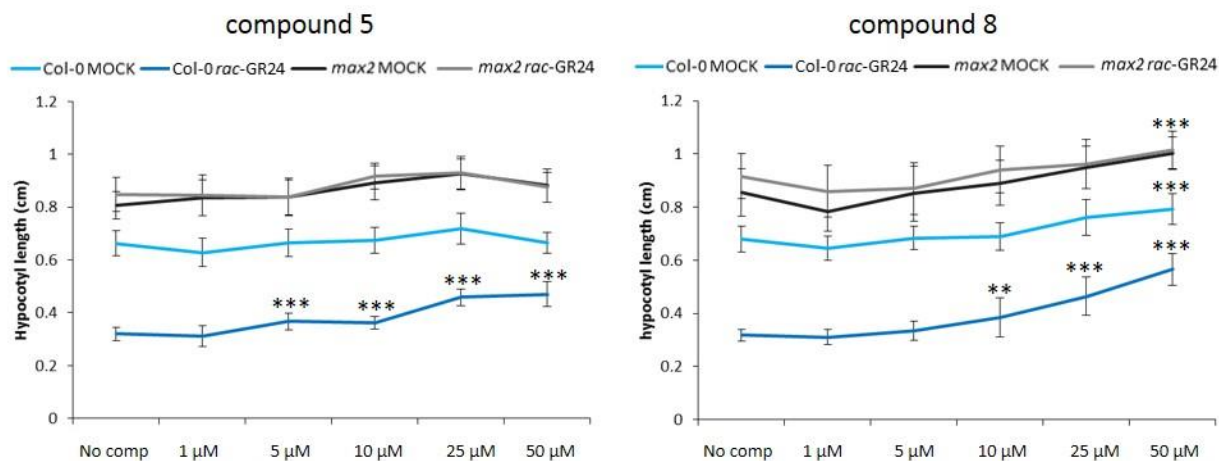 compound 5
Col-0 MOCK Col-0 rac-GR24 max2 MOCK max2 rac-GR24
1.2
1
0.8
0.6
0.4
0.2
0
Hypocotyl length (cm)
*** *** *** ***
No comp 1 µM 5 µM 10 µM 25 µM 50 µM
compound 8
Col-0 MOCK Col-0 rac-GR24 max2 MOCK max2 rac-GR24
1.2
1
0.8
0.6
0.4
0.2
0
hypocotyl length (cm)
***
***
** *** ***
No comp 1 µM 5 µM 10 µM 25 µM 50 µM